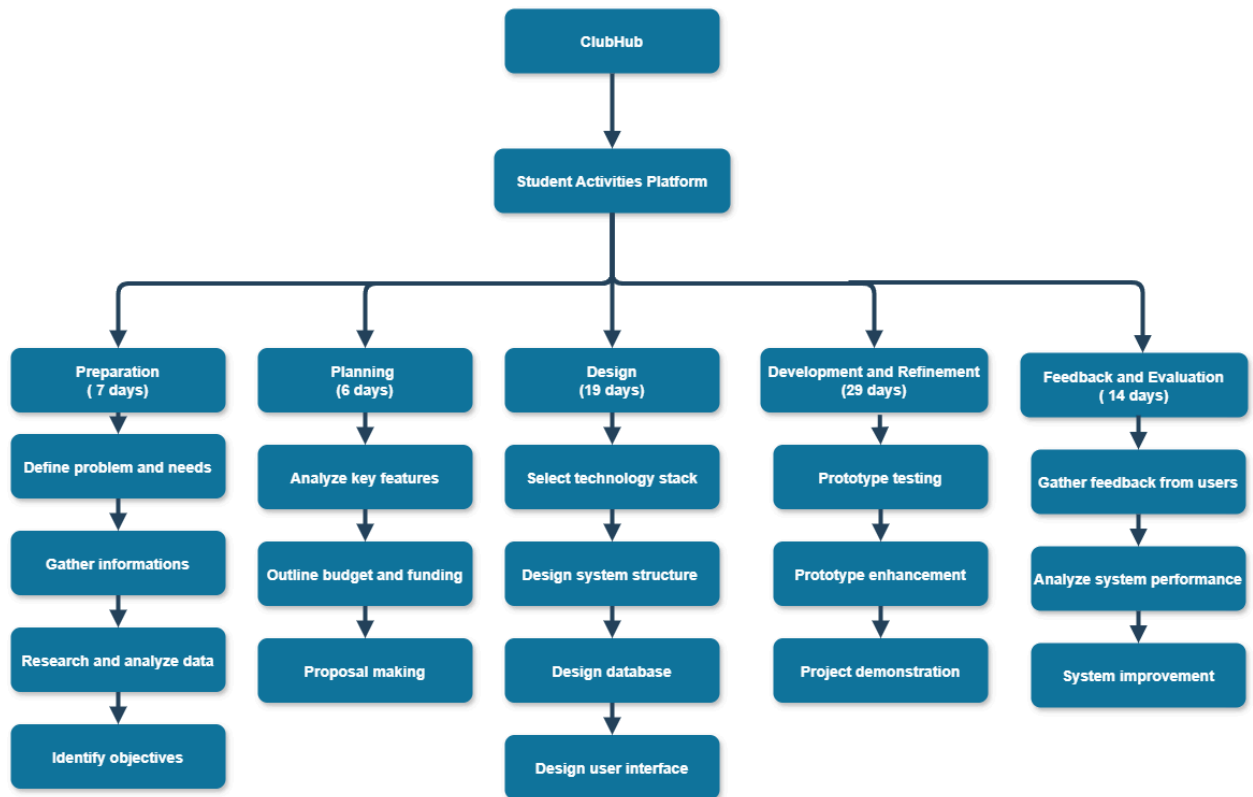 ClubHub
Student Activities Platform
Preparation
( 7 days)
Define problem and needs
Gather informations
Research and analyze data
Identify objectives
Planning
(6 days)
Analyze key features
Outline budget and funding
Proposal making
Design
(19 days)
Select technology stack
Design system structure
Design database
Design user interface
Development and Refinement
(29 days)
Prototype testing
Prototype enhancement
Project demonstration
Feedback and Evaluation
( 14 days)
Gather feedback from users
Analyze system performance
System improvement